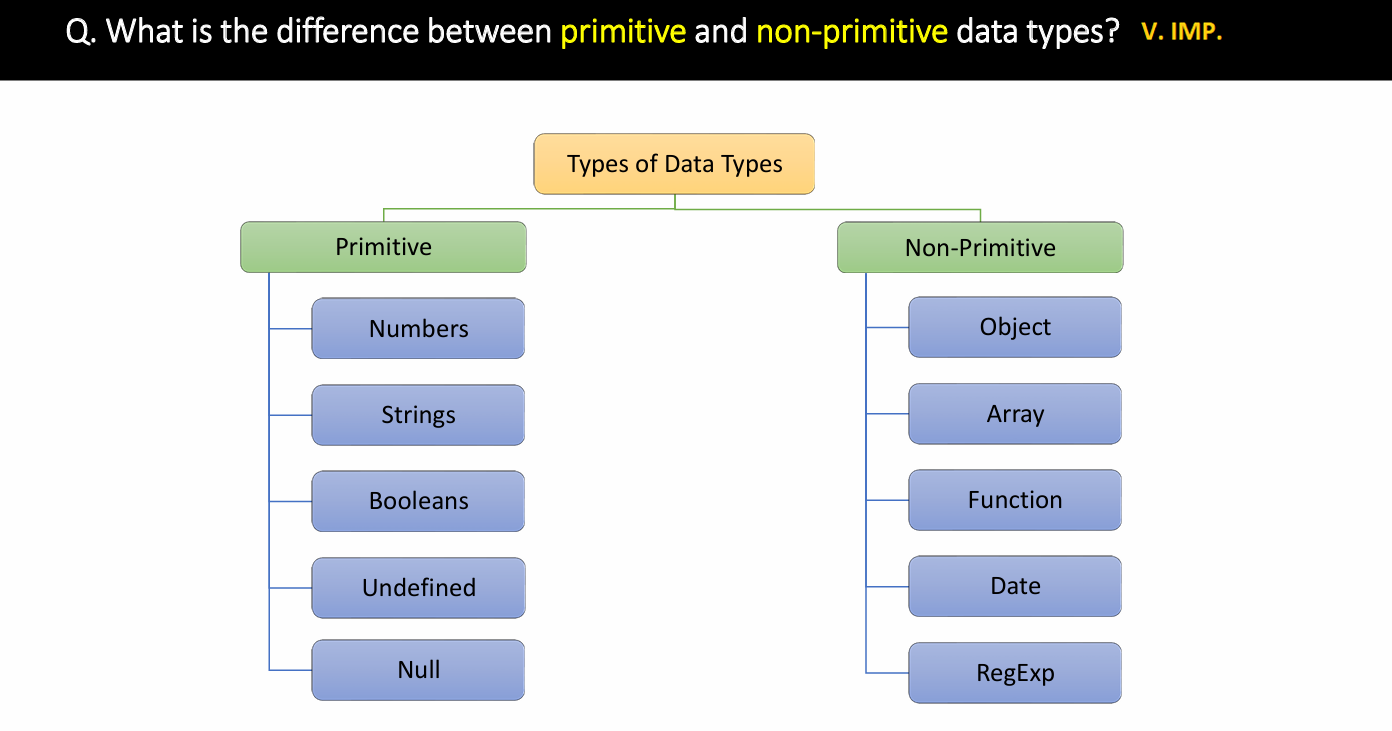 Q. What is the difference between primitive and non-primitive data types? V. IMP.
Types of Data Types
Primitive
Numbers
Strings
Booleans
Undefined
Null
Non-Primitive
Object
Array
Function
Date
RegExp